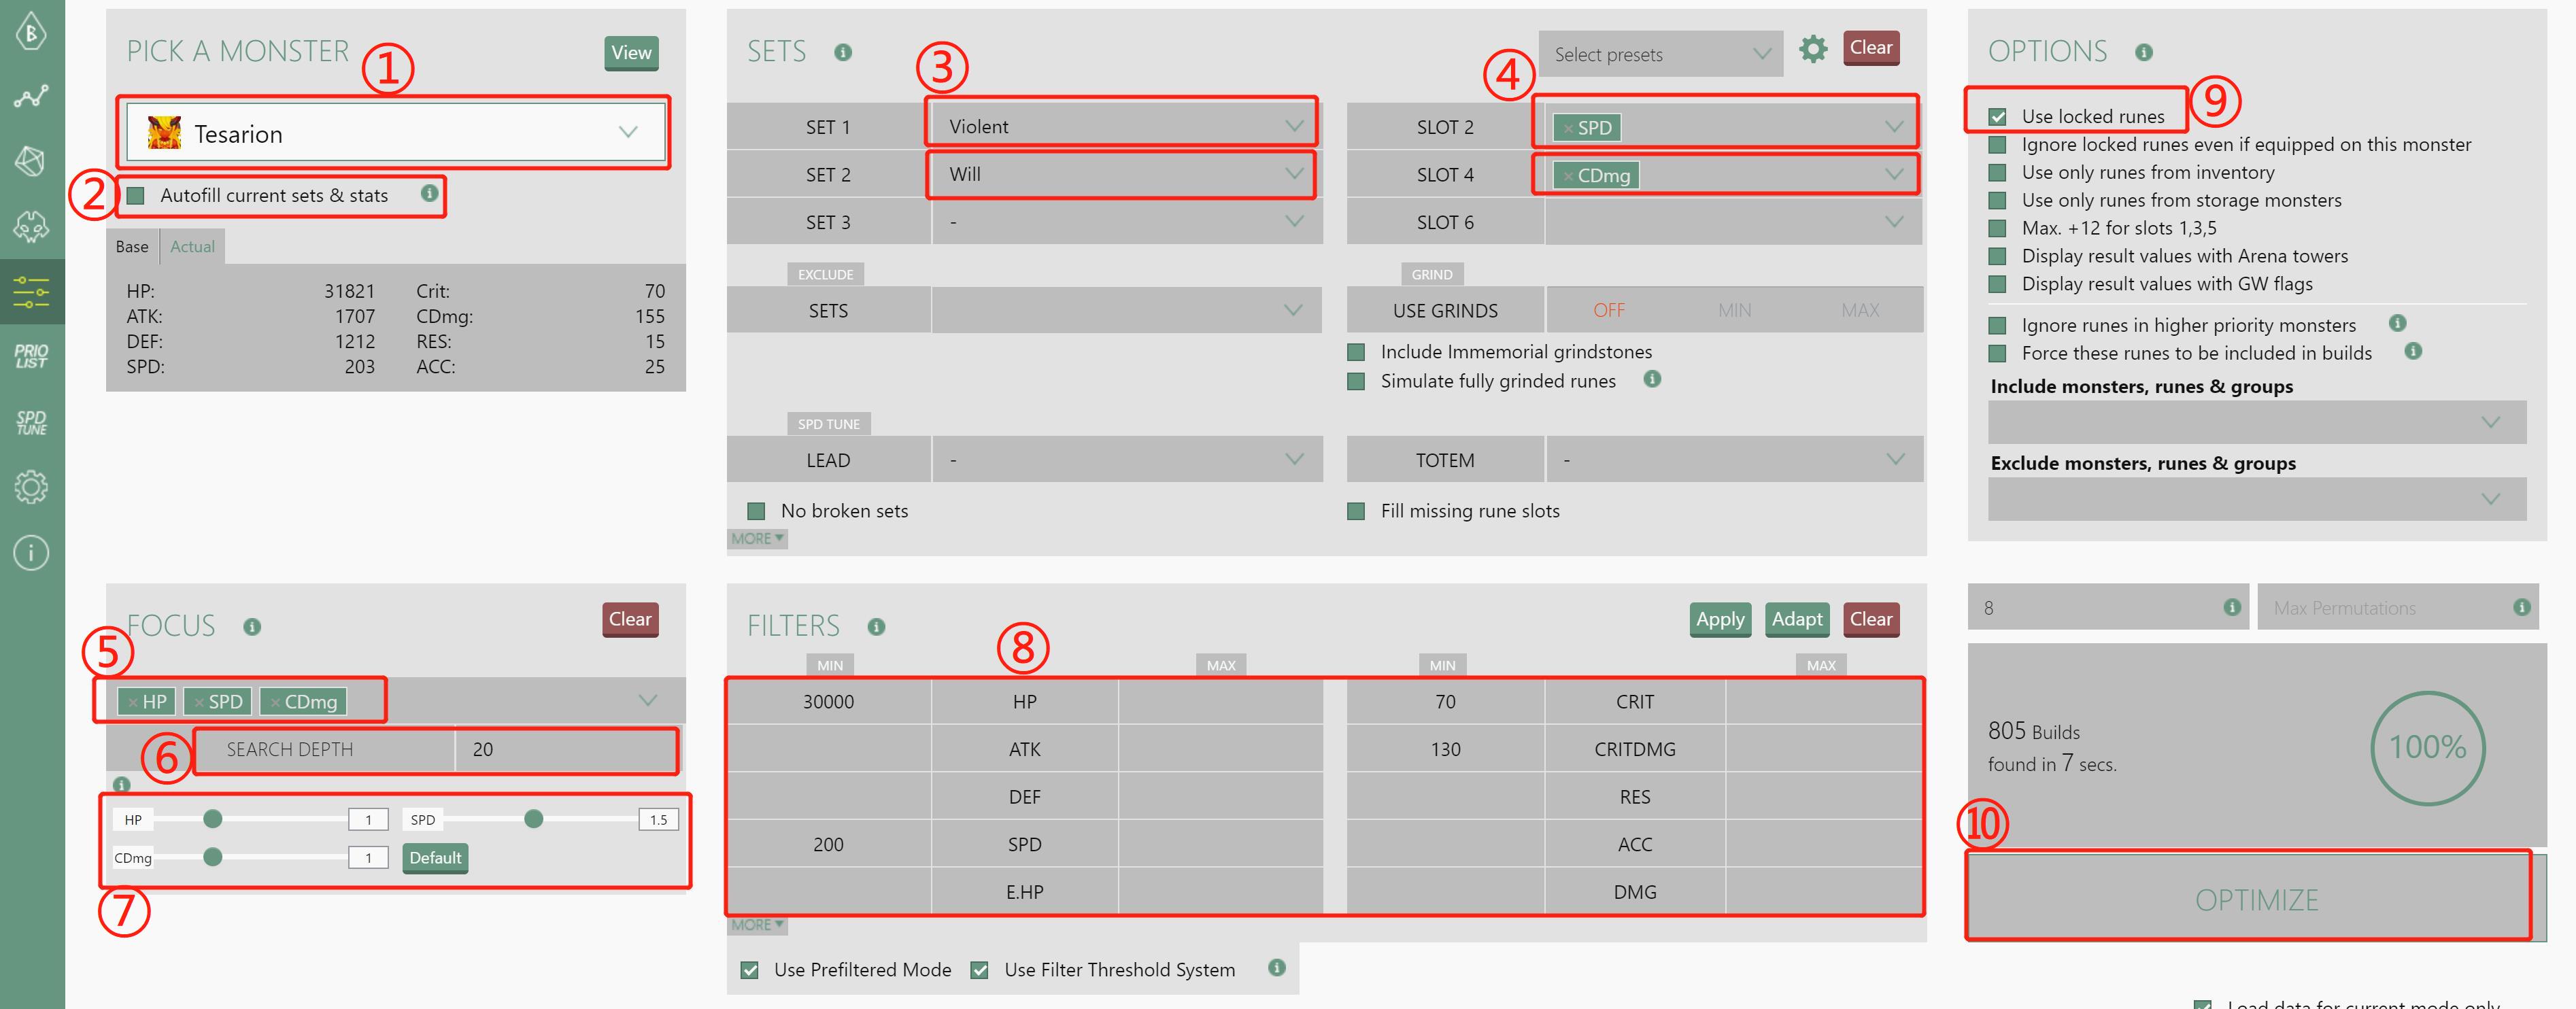 PRIO
LIST
SPD
TUNE
PICK A MONSTER
①
View
Tesarion
②
Autofill current sets & stats
Base Actual
HP: 31821 Crit: 70
ATK: 1707 CDmg: 155
DEF: 1212 RES: 15
SPD: 203 ACC: 25
SETS
③
④
Select presets
Clear
SET 1 Violent
SET 2 Will
SET 3 -
SLOT 2 × SPD
SLOT 4 × CDmg
SLOT 6
EXCLUDE
SETS
GRIND
USE GRINDS OFF MIN MAX
Include Immemorial grindstones
Simulate fully grinded runes
SPD TUNE
LEAD -
TOTEM -
No broken sets
Fill missing rune slots
MORE▼
OPTIONS
⑨
Use locked runes
Ignore locked runes even if equipped on this monster
Use only runes from inventory
Use only runes from storage monsters
Max. +12 for slots 1,3,5
Display result values with Arena towers
Display result values with GW flags
Ignore runes in higher priority monsters
Force these runes to be included in builds
Include monsters, runes & groups
Exclude monsters, runes & groups
FOCUS
Clear
⑤
× HP × SPD × CDmg
⑥
SEARCH DEPTH 20
HP 1 SPD 1.5
CDmg 1 Default
⑦
FILTERS
⑧
Apply Adapt Clear
MIN MAX MIN MAX
30000 HP 70 CRIT
ATK 130 CRITDMG
DEF RES
200 SPD ACC
E.HP DMG
MORE▼
Use Prefiltered Mode Use Filter Threshold System
8 Max Permutations
805 Builds
found in 7 secs.
100%
⑩
OPTIMIZE
Load data for current mode only